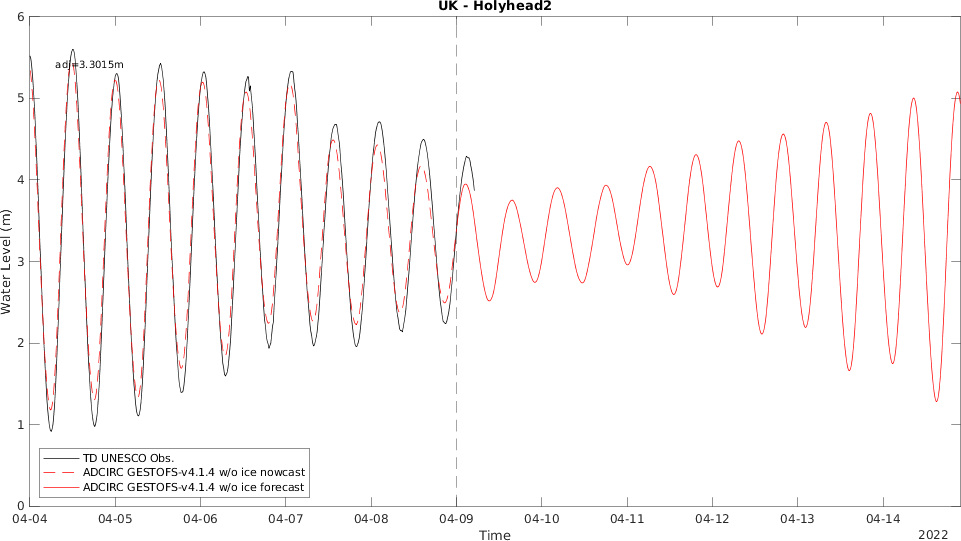 UK - Holyhead2
6
5
4
3
2
1
0
Water Level (m)
adj=3.3015m
TD UNESCO Obs.
ADCIRC GESTOFS-v4.1.4 w/o ice nowcast
ADCIRC GESTOFS-v4.1.4 w/o ice forecast
04-04 04-05 04-06 04-07 04-08 04-09 04-10 04-11 04-12 04-13 04-14
Time
2022